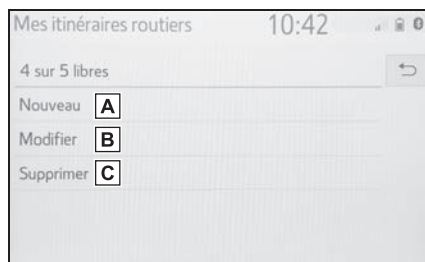 Mes itinéraires routiers 10:42
4 sur 5 libres
Nouveau A
Modifier B
Supprimer C